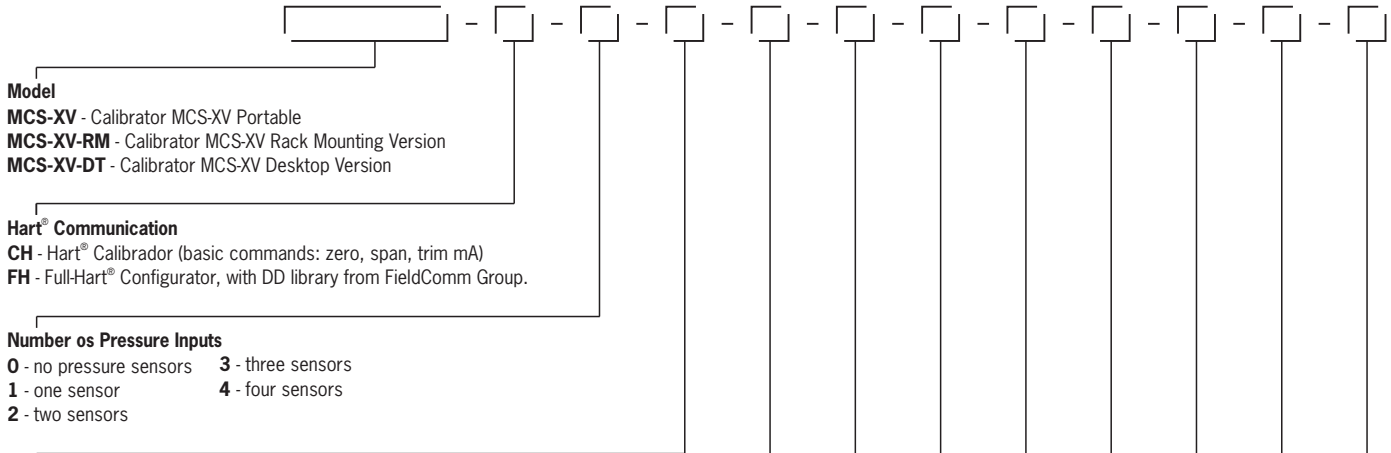 – – – – – – – – – – –
Model
MCS-XV - Calibrator MCS-XV Portable
MCS-XV-RM - Calibrator MCS-XV Rack Mounting Version
MCS-XV-DT - Calibrator MCS-XV Desktop Version
Hart® Communication
CH - Hart® Calibrador (basic commands: zero, span, trim mA)
FH - Full-Hart® Configurator, with DD library from FieldComm Group.
Number os Pressure Inputs
0 - no pressure sensors 3 - three sensors
1 - one sensor 4 - four sensors
2 - two sensors